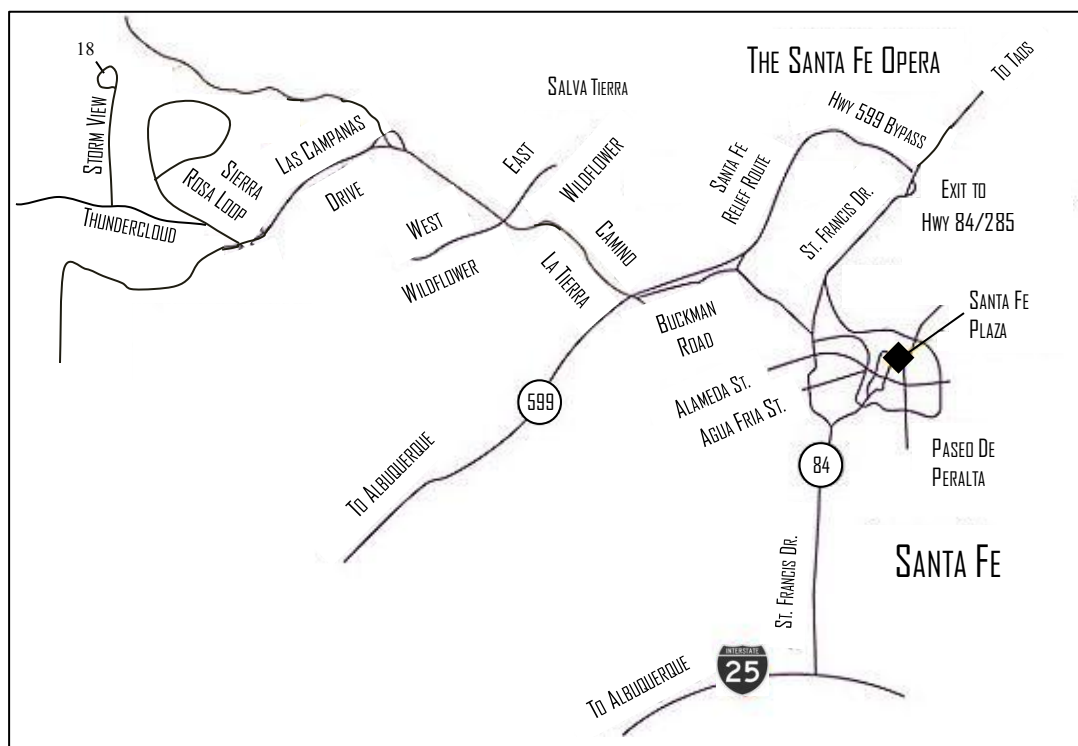 18
STORM VIEW
THUNDERCLOUD
SIERRA
ROSA LOOP
LAS CAMPANAS
DRIVE
SALVA TIERRA
EAST
WILDFLOWER
WEST
WILDFLOWER
CAMINO
LA TIERRA
THE SANTA FE OPERA
TO TAOS
HWY 599 BYPASS
SANTA FE
RELIEF ROUTE
ST. FRANCIS DR.
EXIT TO
HWY 84/285
SANTA FE
PLAZA
BUCKMAN
ROAD
ALAMEDA ST.
AGUA FRIA ST.
599
TO ALBUQUERQUE
84
PASEO DE
PERALTA
SANTA FE
ST. FRANCIS DR.
INTERSTATE
25
TO ALBUQUERQUE